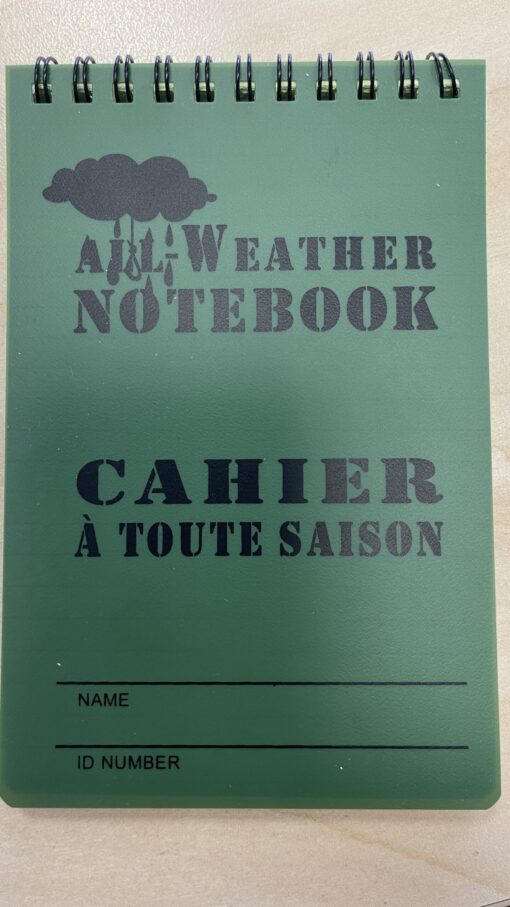 ALL-WEATHER
NOTEBOOK
CAHIER
À TOUTE SAISON
NAME
ID NUMBER